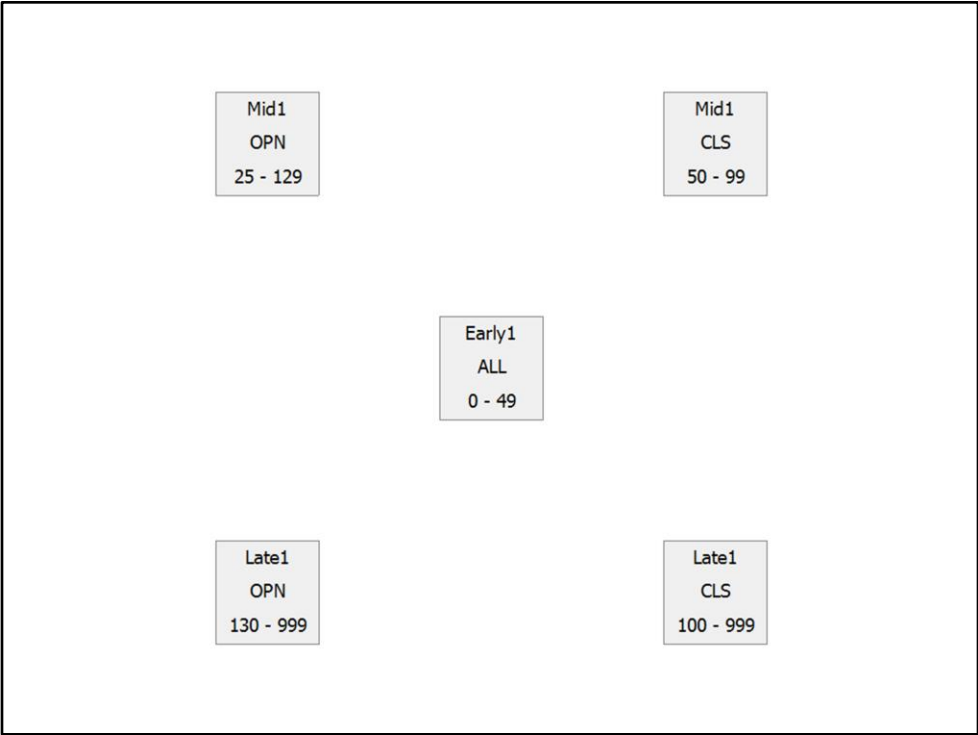 Mid1
OPN
25 - 129
Mid1
CLS
50 - 99
Early1
ALL
0 - 49
Late1
OPN
130 - 999
Late1
CLS
100 - 999